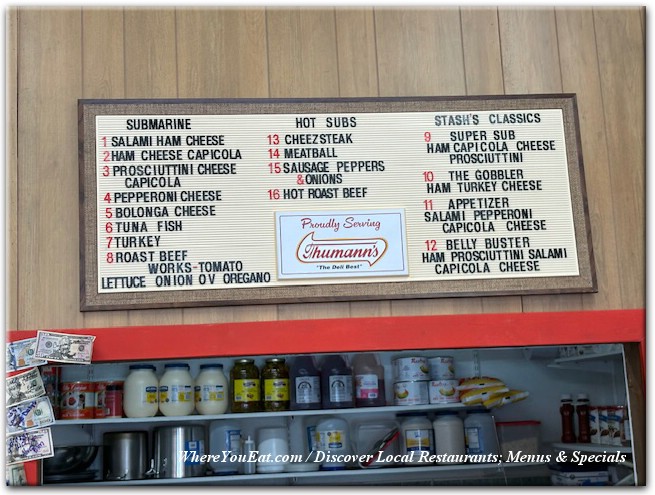 SUBMARINE
1 SALAMI HAM CHEESE
2 HAM CHEESE CAPICOLA
3 PROSCIUTTINI CHEESE
CAPICOLA
4 PEPPERONI CHEESE
5 BOLONGA CHEESE
6 TUNA FISH
7 TURKEY
8 ROAST BEEF
WORKS-TOMATO
LETTUCE ONION OV OREGANO
HOT SUBS
13 CHEEZSTEAK
14 MEATBALL
15 SAUSAGE PEPPERS
&ONIONS
16 HOT ROAST BEEF
Proudly Serving
Thumann's
"The Deli Best"
STASH'S CLASSICS
9 SUPER SUB
HAM CAPICOLA CHEESE
PROSCIUTTINI
10 THE GOBBLER
HAM TURKEY CHEESE
11 APPETIZER
SALAMI PEPPERONI
CAPICOLA CHEESE
12 BELLY BUSTER
HAM PROSCIUTTINI SALAMI
CAPICOLA CHEESE
WhereYouEat.com / Discover Local Restaurants; Menus & Specials